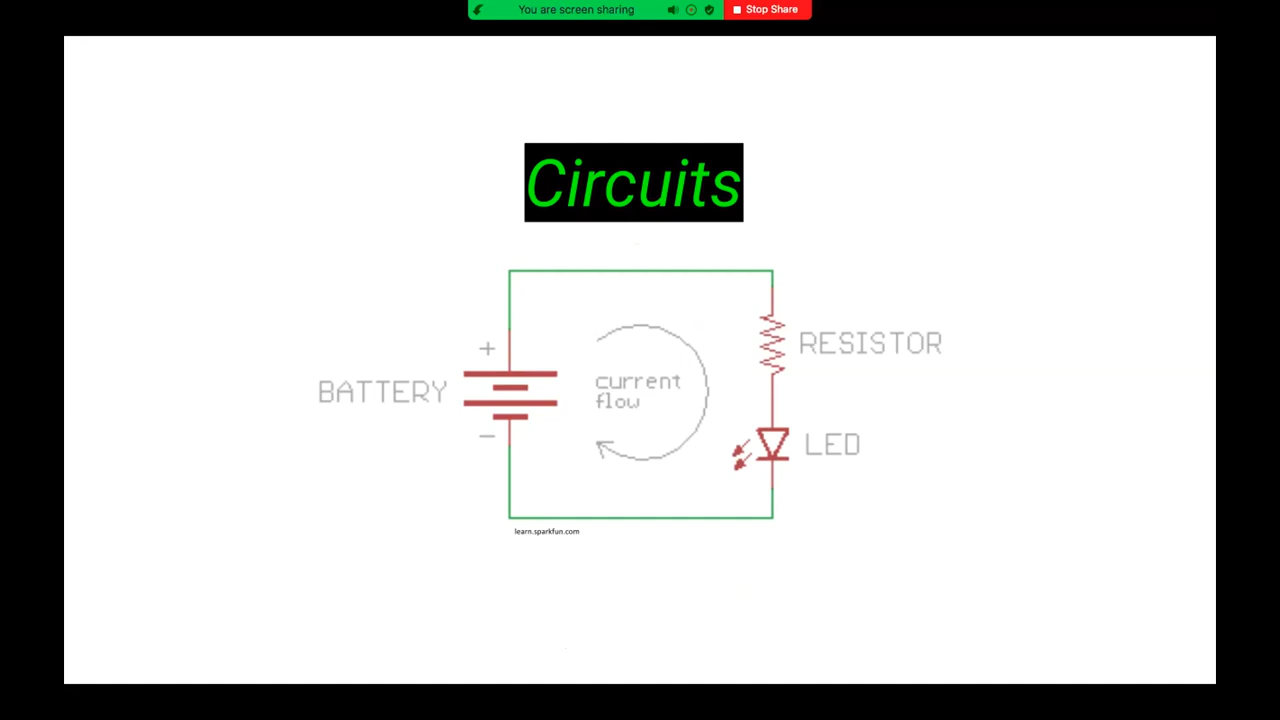 You are screen sharing
Stop Share
Circuits
+
RESISTOR
current
flow
BATTERY
−
LED
learn.sparkfun.com